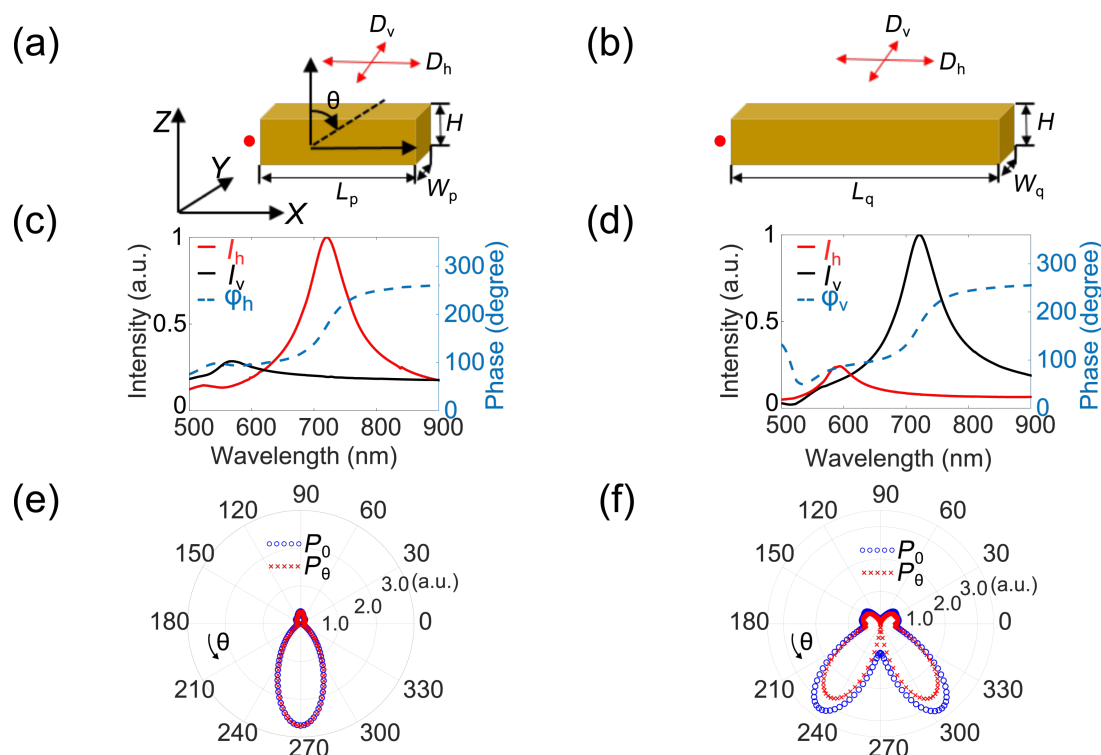 (a)
D_v
D_h
θ
H
Z
Y
X
L_p
W_p
(b)
D_v
D_h
H
L_q
W_q
(c)
1
0.5
0
Intensity (a.u.)
I_h
I_v
φ_h
300
200
100
0
Phase (degree)
500 600 700 800 900
Wavelength (nm)
(d)
1
0.5
0
Intensity (a.u.)
I_h
I_v
φ_v
300
200
100
0
Phase (degree)
500 600 700 800 900
Wavelength (nm)
(e)
90
120 60
150 30
180 0
210 330
240 300
270
P_0
P_θ
1.0 2.0 3.0 (a.u.)
θ
(f)
90
120 60
150 30
180 0
210 330
240 300
270
P_0
P_θ
1.0 2.0 3.0 (a.u.)
θ